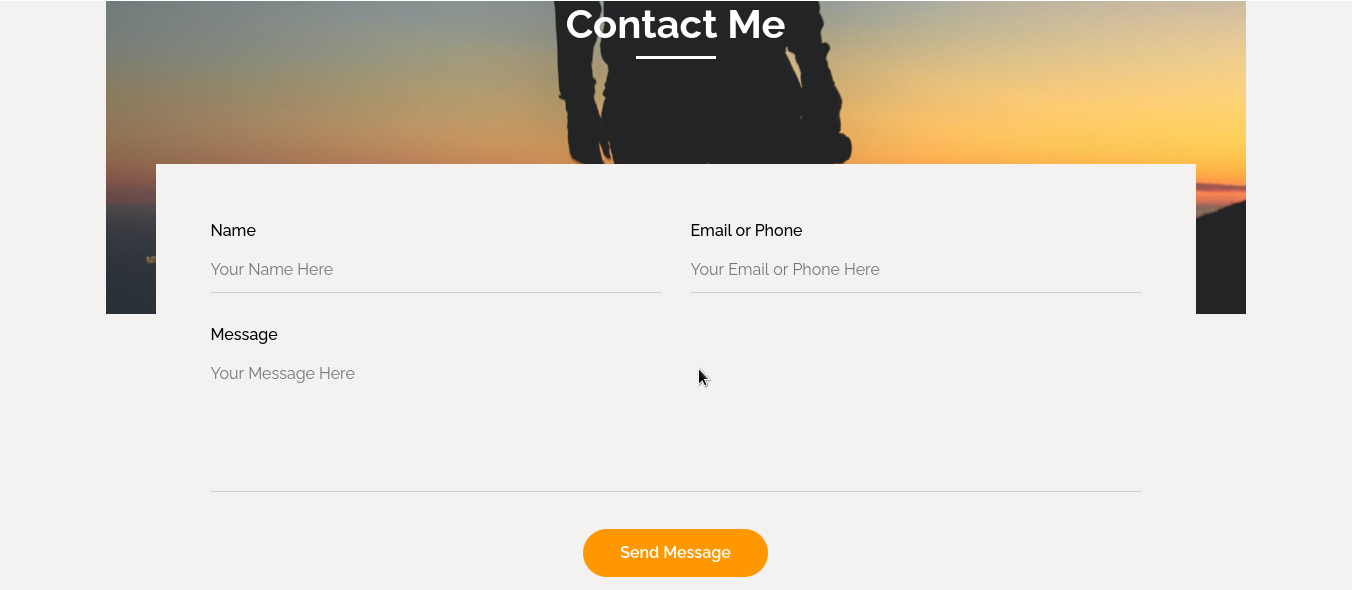 Contact Me
Name
Email or Phone
Your Name Here
Your Email or Phone Here
Message
Your Message Here
Send Message